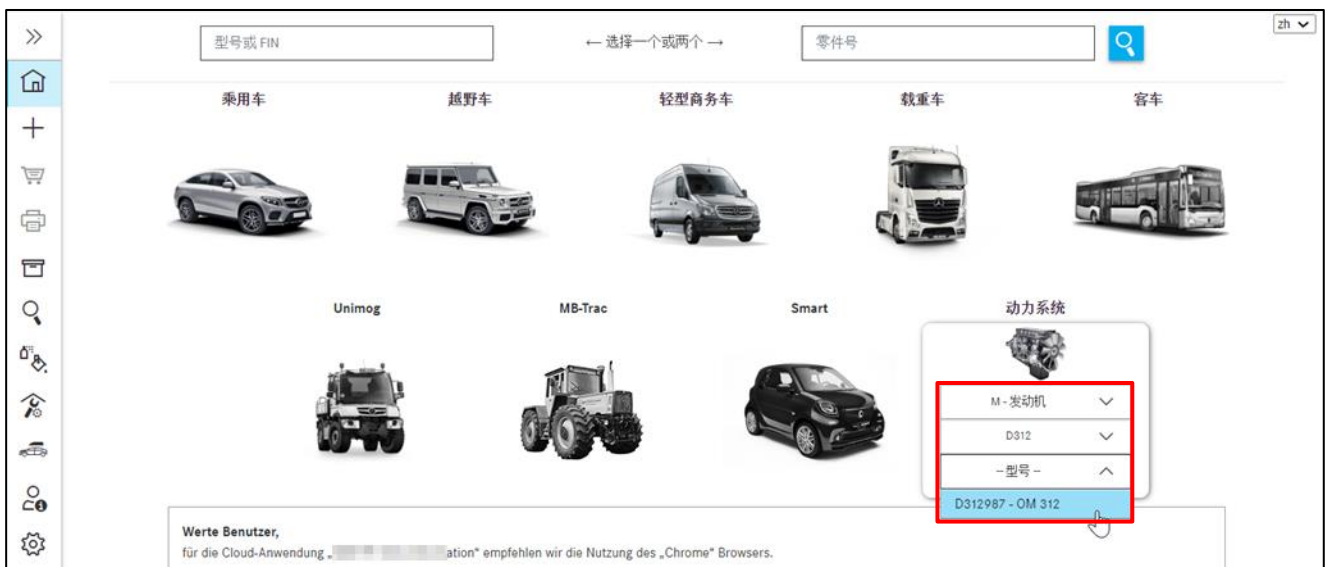 zh
型号或 FIN
← 选择一个或两个 →
零件号
乘用车
越野车
轻型商务车
载重车
客车
Unimog
MB-Trac
Smart
动力系统
M - 发动机
D312
-- 型号 --
D312987 - OM 312
Werte Benutzer,
für die Cloud-Anwendung „ ation" empfehlen wir die Nutzung des „Chrome" Browsers.